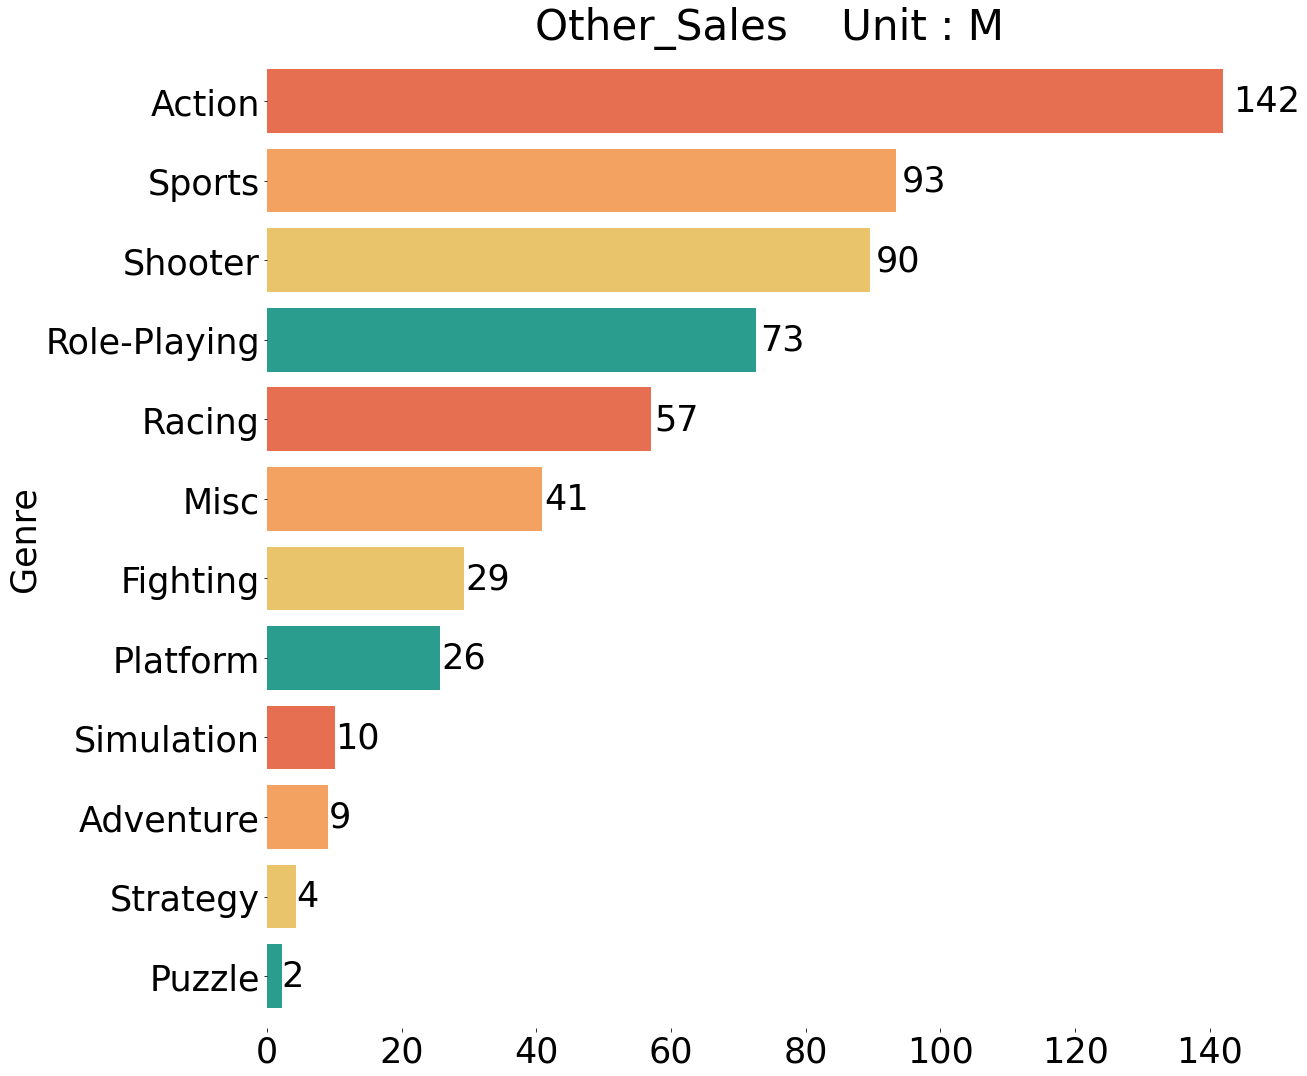 Other_Sales    Unit : M
Genre
Action 142
Sports 93
Shooter 90
Role-Playing 73
Racing 57
Misc 41
Fighting 29
Platform 26
Simulation 10
Adventure 9
Strategy 4
Puzzle 2
0 20 40 60 80 100 120 140